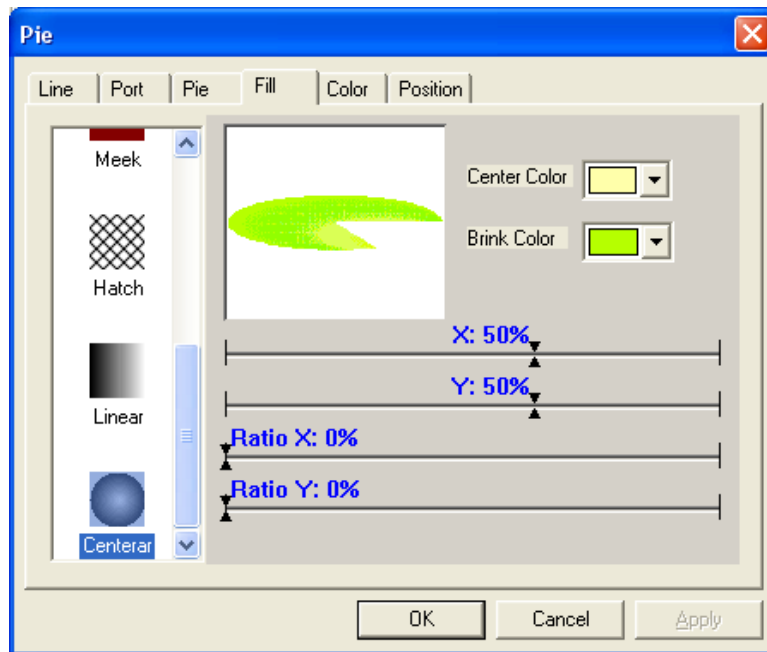 Pie
Line Port Pie Fill Color Position
Meek
Hatch
Linear
Centerar
Center Color
Brink Color
X: 50%
Y: 50%
Ratio X: 0%
Ratio Y: 0%
OK Cancel Apply